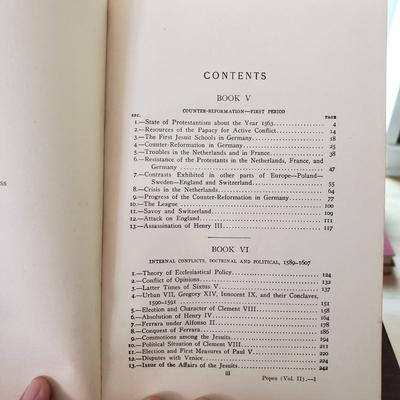 CONTENTS
BOOK V
COUNTER-REFORMATION—FIRST PERIOD
SEC. PAGE
1.—State of Protestantism about the Year 1563 4
2.—Resources of the Papacy for Active Conflict 14
3.—The First Jesuit Schools in Germany 18
4.—Counter-Reformation in Germany 25
5.—Troubles in the Netherlands and in France 38
6.—Resistance of the Protestants in the Netherlands, France, and
Germany 47
7.—Contrasts Exhibited in other parts of Europe—Poland—
Sweden—England and Switzerland 55
8.—Crisis in the Netherlands 64
9.—Progress of the Counter-Reformation in Germany 77
10.—The League 100
11.—Savoy and Switzerland 109
12.—Attack on England 111
13.—Assassination of Henry III 117
BOOK VI
INTERNAL CONFLICTS, DOCTRINAL AND POLITICAL, 1589-1607
1.—Theory of Ecclesiastical Policy 124
2.—Conflict of Opinions 132
3.—Latter Times of Sixtus V 137
4.—Urban VII, Gregory XIV, Innocent IX, and their Conclaves,
1590-1591 151
5.—Election and Character of Clement VIII 158
6.—Absolution of Henry IV 164
7.—Ferrara under Alfonso II 178
8.—Conquest of Ferrara 186
9.—Commotions among the Jesuits 194
10.—Political Situation of Clement VIII 212
11.—Election and First Measures of Paul V 220
12.—Disputes with Venice 224
13.—Issue of the Affairs of the Jesuits 242
iii
Popes (Vol. II).—1
ss